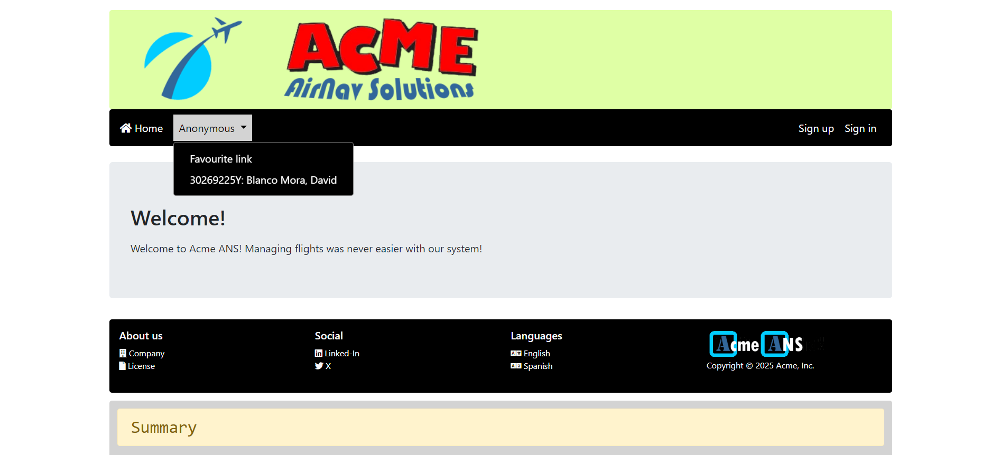 ACME
AirNav Solutions
Home
Anonymous
Sign up
Sign in
Favourite link
30269225Y: Blanco Mora, David
Welcome!
Welcome to Acme ANS! Managing flights was never easier with our system!
About us
Company
License
Social
Linked-In
X
Languages
English
Spanish
Acme ANS
Copyright © 2025 Acme, Inc.
Summary